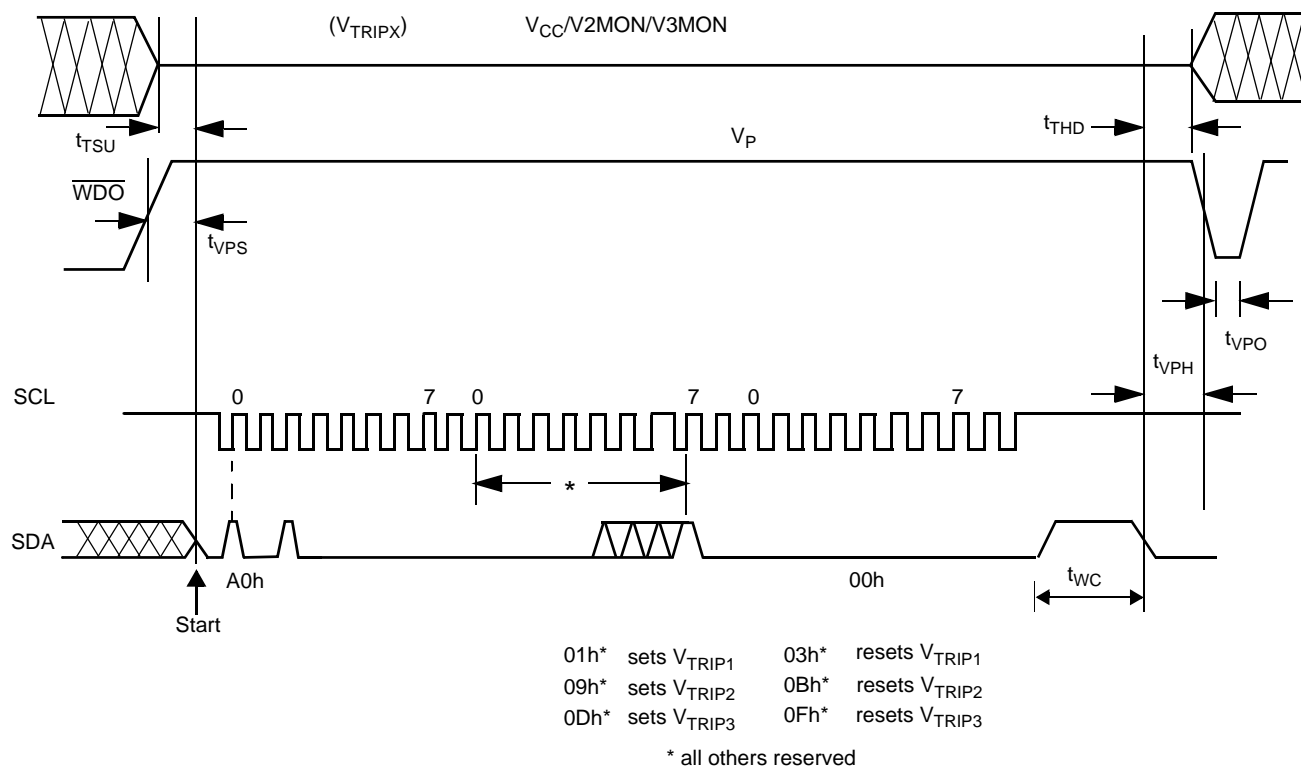 (VTRIPX) VCC/V2MON/V3MON
tTSU
tTHD
VP
WDO
tVPS
tVPO
tVPH
SCL 0 7 0 7 0 7
*
SDA
A0h 00h tWC
Start
01h* sets VTRIP1 03h* resets VTRIP1
09h* sets VTRIP2 0Bh* resets VTRIP2
0Dh* sets VTRIP3 0Fh* resets VTRIP3
* all others reserved